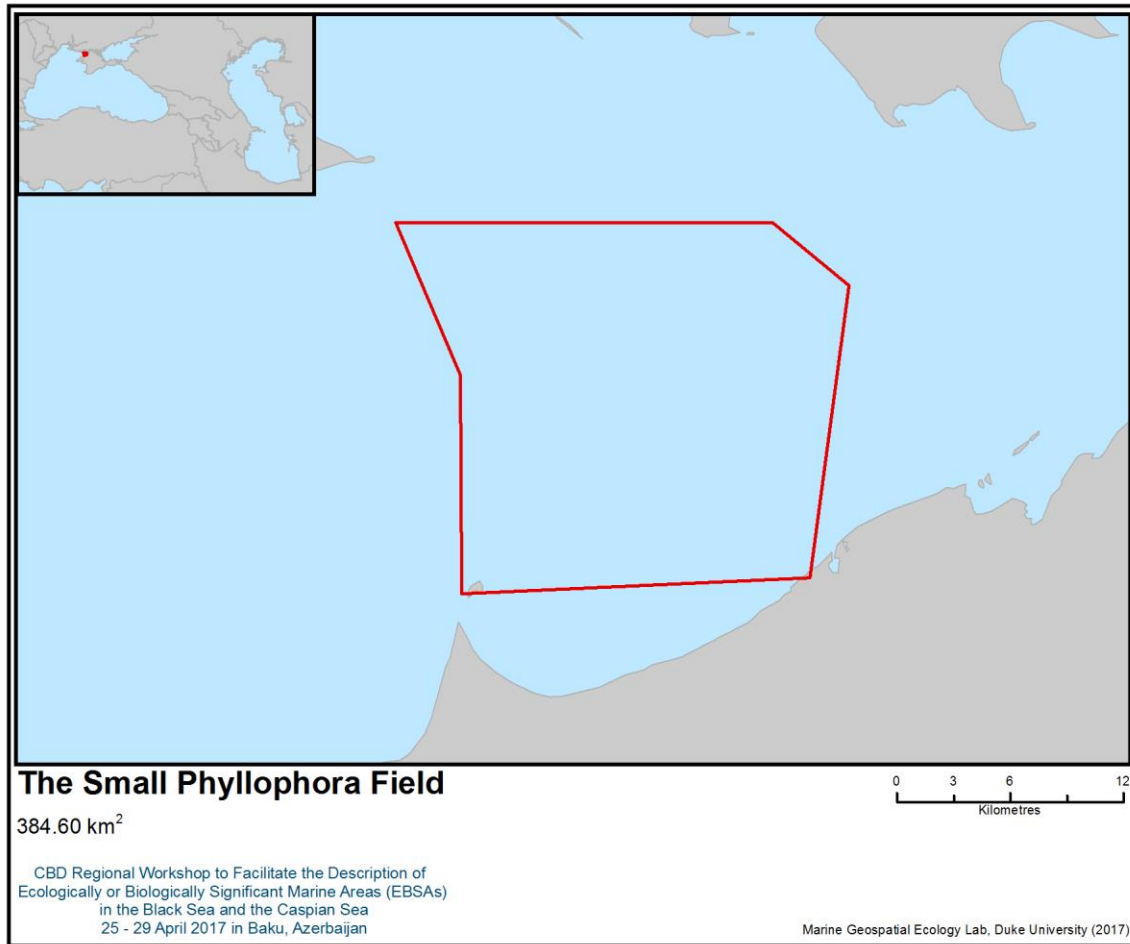 The Small Phyllophora Field
384.60 km²
0 3 6 12
Kilometres
CBD Regional Workshop to Facilitate the Description of
Ecologically or Biologically Significant Marine Areas (EBSAs)
in the Black Sea and the Caspian Sea
25 - 29 April 2017 in Baku, Azerbaijan
Marine Geospatial Ecology Lab, Duke University (2017)